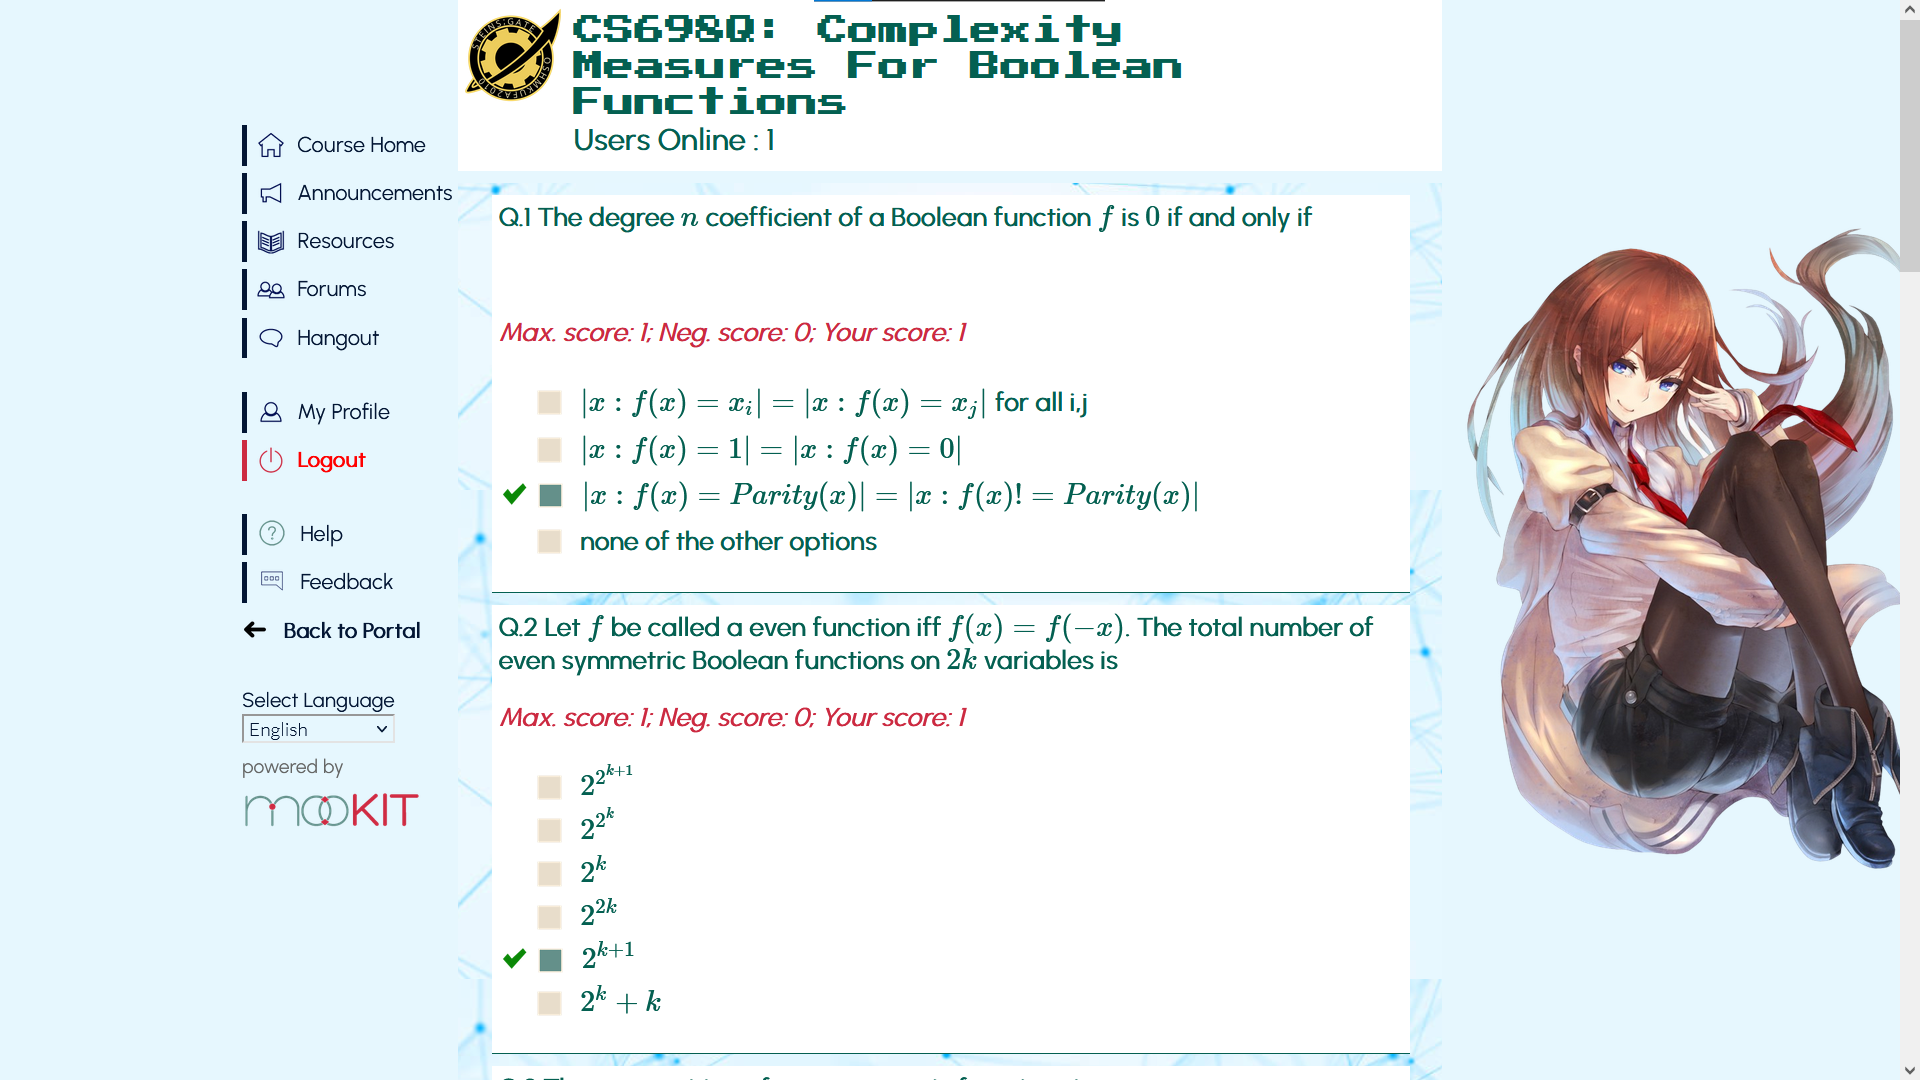 STEINS;GATE
OSHMKUFA2010
CS698Q: Complexity
Measures For Boolean
Functions
Users Online : 1
Course Home
Announcements
Resources
Forums
Hangout
My Profile
Logout
Help
Feedback
Back to Portal
Select Language
English
powered by
mooKIT
Q.1 The degree n coefficient of a Boolean function f is 0 if and only if
Max. score: 1; Neg. score: 0; Your score: 1
|x : f(x) = x_i| = |x : f(x) = x_j| for all i,j
|x : f(x) = 1| = |x : f(x) = 0|
|x : f(x) = Parity(x)| = |x : f(x)! = Parity(x)|
none of the other options
Q.2 Let f be called a even function iff f(x) = f(−x). The total number of
even symmetric Boolean functions on 2k variables is
Max. score: 1; Neg. score: 0; Your score: 1
2^{2^{k+1}}
2^{2^k}
2^k
2^{2k}
2^{k+1}
2^k + k